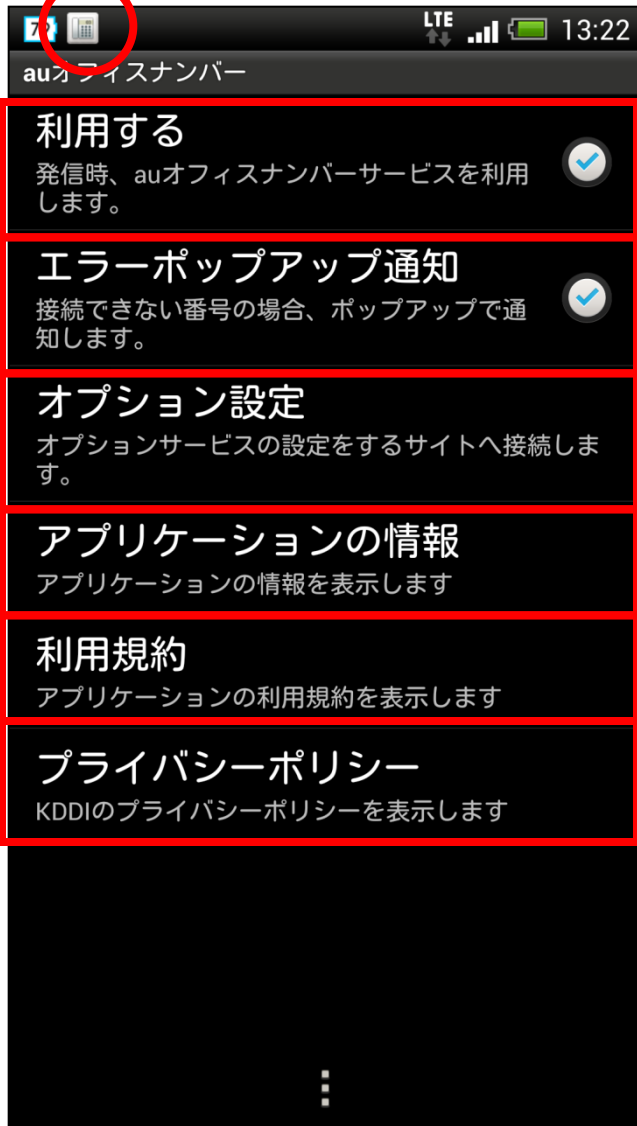 LTE 13:22
auオフィスナンバー
利用する
発信時、auオフィスナンバーサービスを利用
します。
エラーポップアップ通知
接続できない番号の場合、ポップアップで通
知します。
オプション設定
オプションサービスの設定をするサイトへ接続しま
す。
アプリケーションの情報
アプリケーションの情報を表示します
利用規約
アプリケーションの利用規約を表示します
プライバシーポリシー
KDDIのプライバシーポリシーを表示します